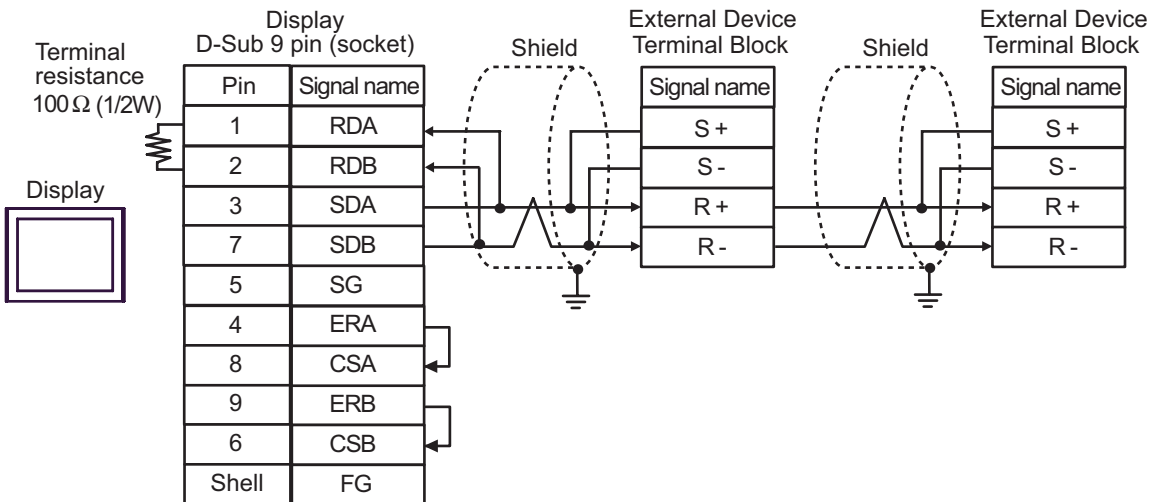 Display
D-Sub 9 pin (socket)
Terminal
resistance
100Ω (1/2W)
Display
Pin Signal name
1 RDA
2 RDB
3 SDA
7 SDB
5 SG
4 ERA
8 CSA
9 ERB
6 CSB
Shell FG
Shield
External Device
Terminal Block
Signal name
S +
S -
R +
R -
Shield
External Device
Terminal Block
Signal name
S +
S -
R +
R -